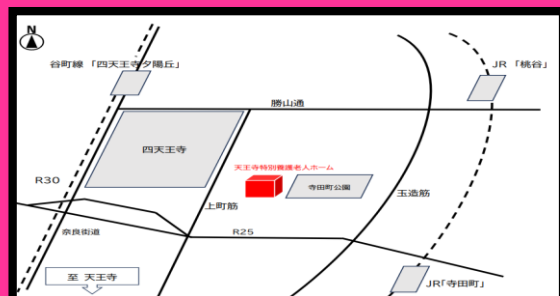 N
谷町線「四天王寺夕陽丘」
JR 「桃谷」
勝山通
四天王寺
天王寺特別養護老人ホーム
寺田町公園
R30
上町筋
玉造筋
奈良街道
R25
至 天王寺
JR「寺田町」